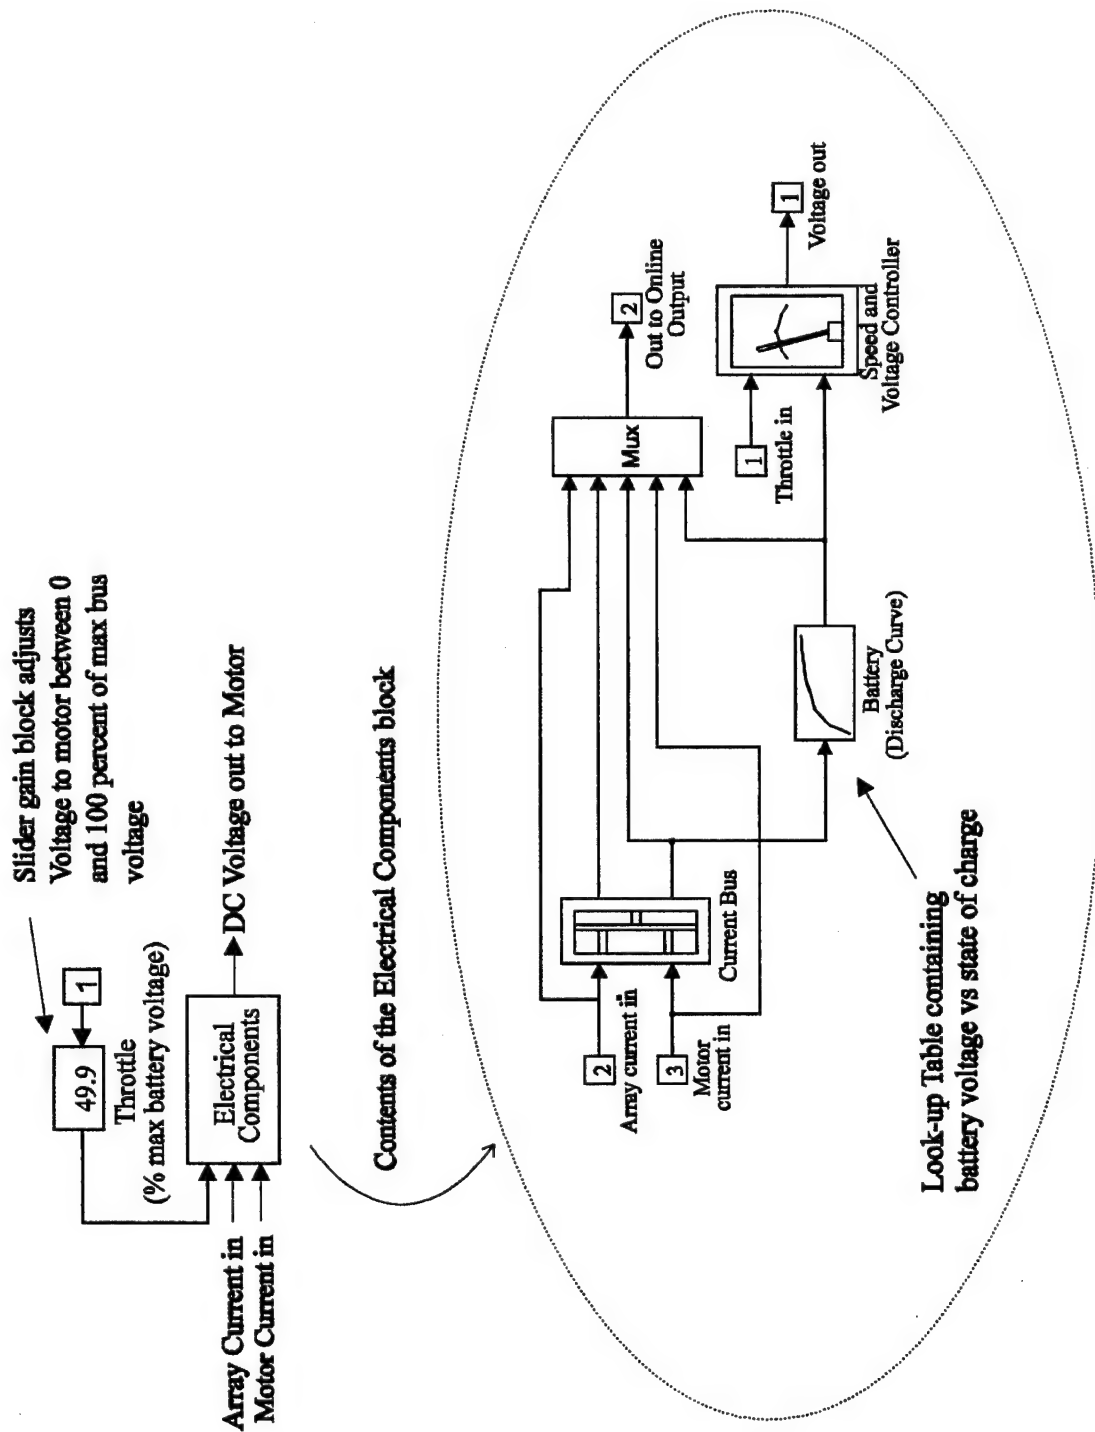 Slider gain block adjusts
Voltage to motor between 0
and 100 percent of max bus
voltage
1
49.9
Throttle
(% max battery voltage)
Electrical
Components
DC Voltage out to Motor
Array Current in
Motor Current in
Contents of the Electrical Components block
2
Array current in
3
Motor
current in
Current Bus
Mux
2
Out to Online
Output
1
Throttle in
Speed and
Voltage Controller
1
Voltage out
Battery
(Discharge Curve)
Look-up Table containing
battery voltage vs state of charge